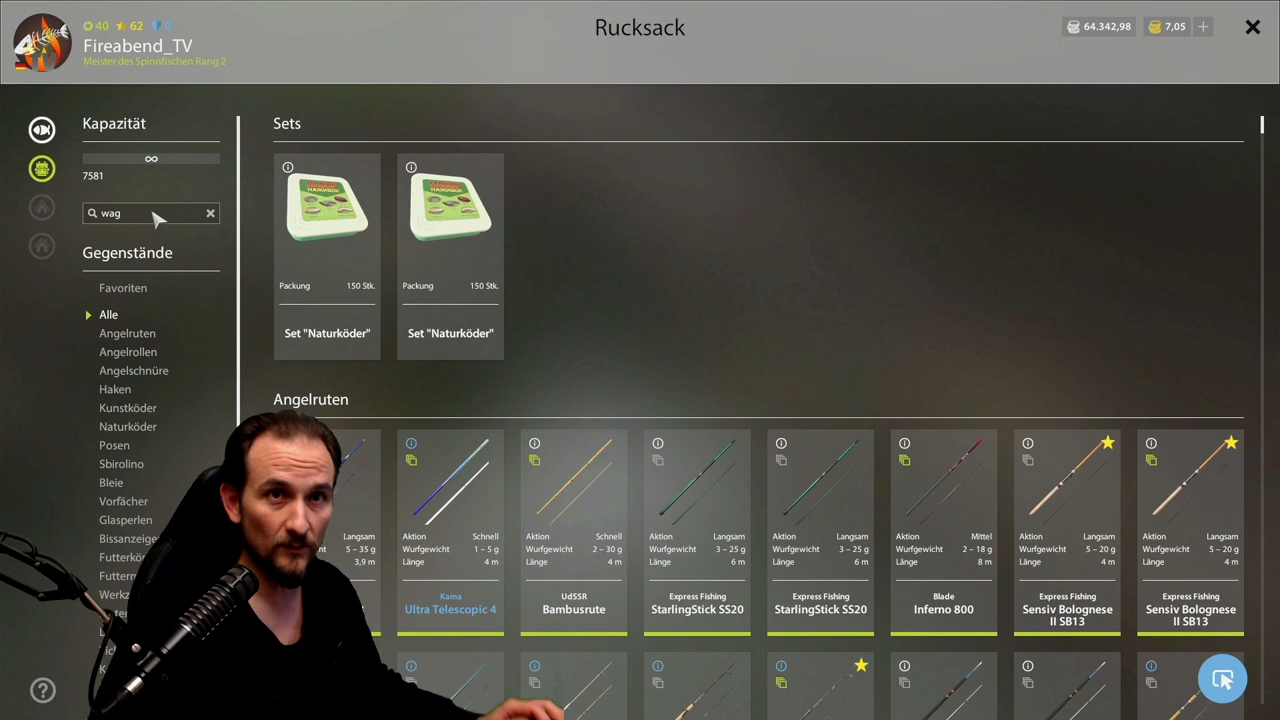 40 62 0
Fireabend_TV
Meister des Spinnfischen Rang 2
Rucksack
64.342,98
7,05
Kapazität
∞
7581
wag
Gegenstände
Favoriten
Alle
Angelruten
Angelrollen
Angelschnüre
Haken
Kunstköder
Naturköder
Posen
Sbirolino
Bleie
Vorfächer
Glasperlen
Bissanzeige
Futterkö
Futterm
Werkz
Sets
Packung 150 Stk.
Set "Naturköder"
Packung 150 Stk.
Set "Naturköder"
Angelruten
Langsam
5 – 35 g
3,9 m
Aktion Schnell
Wurfgewicht 1 – 5 g
Länge 4 m
Kama
Ultra Telescopic 4
Aktion Schnell
Wurfgewicht 2 – 30 g
Länge 4 m
UdSSR
Bambusrute
Aktion Langsam
Wurfgewicht 3 – 25 g
Länge 6 m
Express Fishing
StarlingStick SS20
Aktion Langsam
Wurfgewicht 3 – 25 g
Länge 6 m
Express Fishing
StarlingStick SS20
Aktion Mittel
Wurfgewicht 2 – 18 g
Länge 8 m
Blade
Inferno 800
Aktion Langsam
Wurfgewicht 5 – 20 g
Länge 4 m
Express Fishing
Sensiv Bolognese
II SB13
Aktion Langsam
Wurfgewicht 5 – 20 g
Länge 4 m
Express Fishing
Sensiv Bolognese
II SB13
?